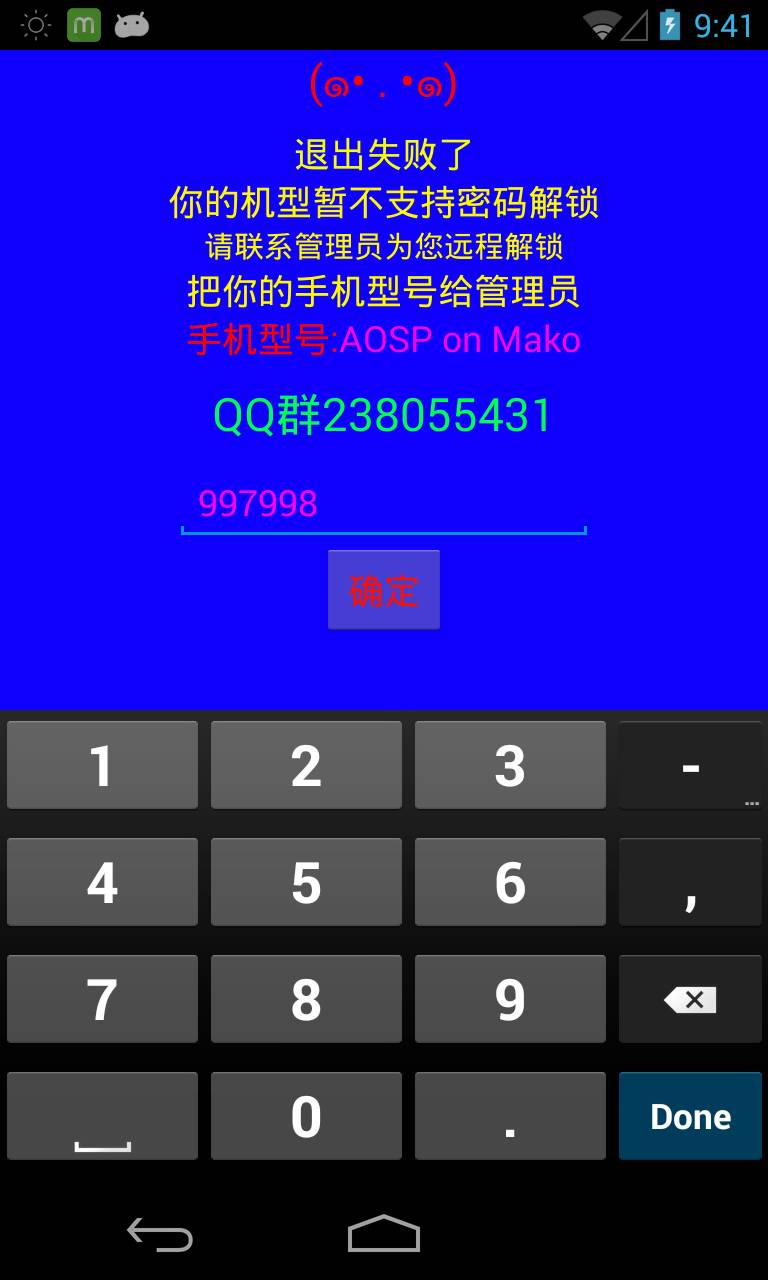 9:41
(๑• . •๑)
退出失败了
你的机型暂不支持密码解锁
请联系管理员为您远程解锁
把你的手机型号给管理员
手机型号:AOSP on Mako
QQ群238055431
997998
确定
1 2 3 -
...
4 5 6 ,
7 8 9
0 . Done